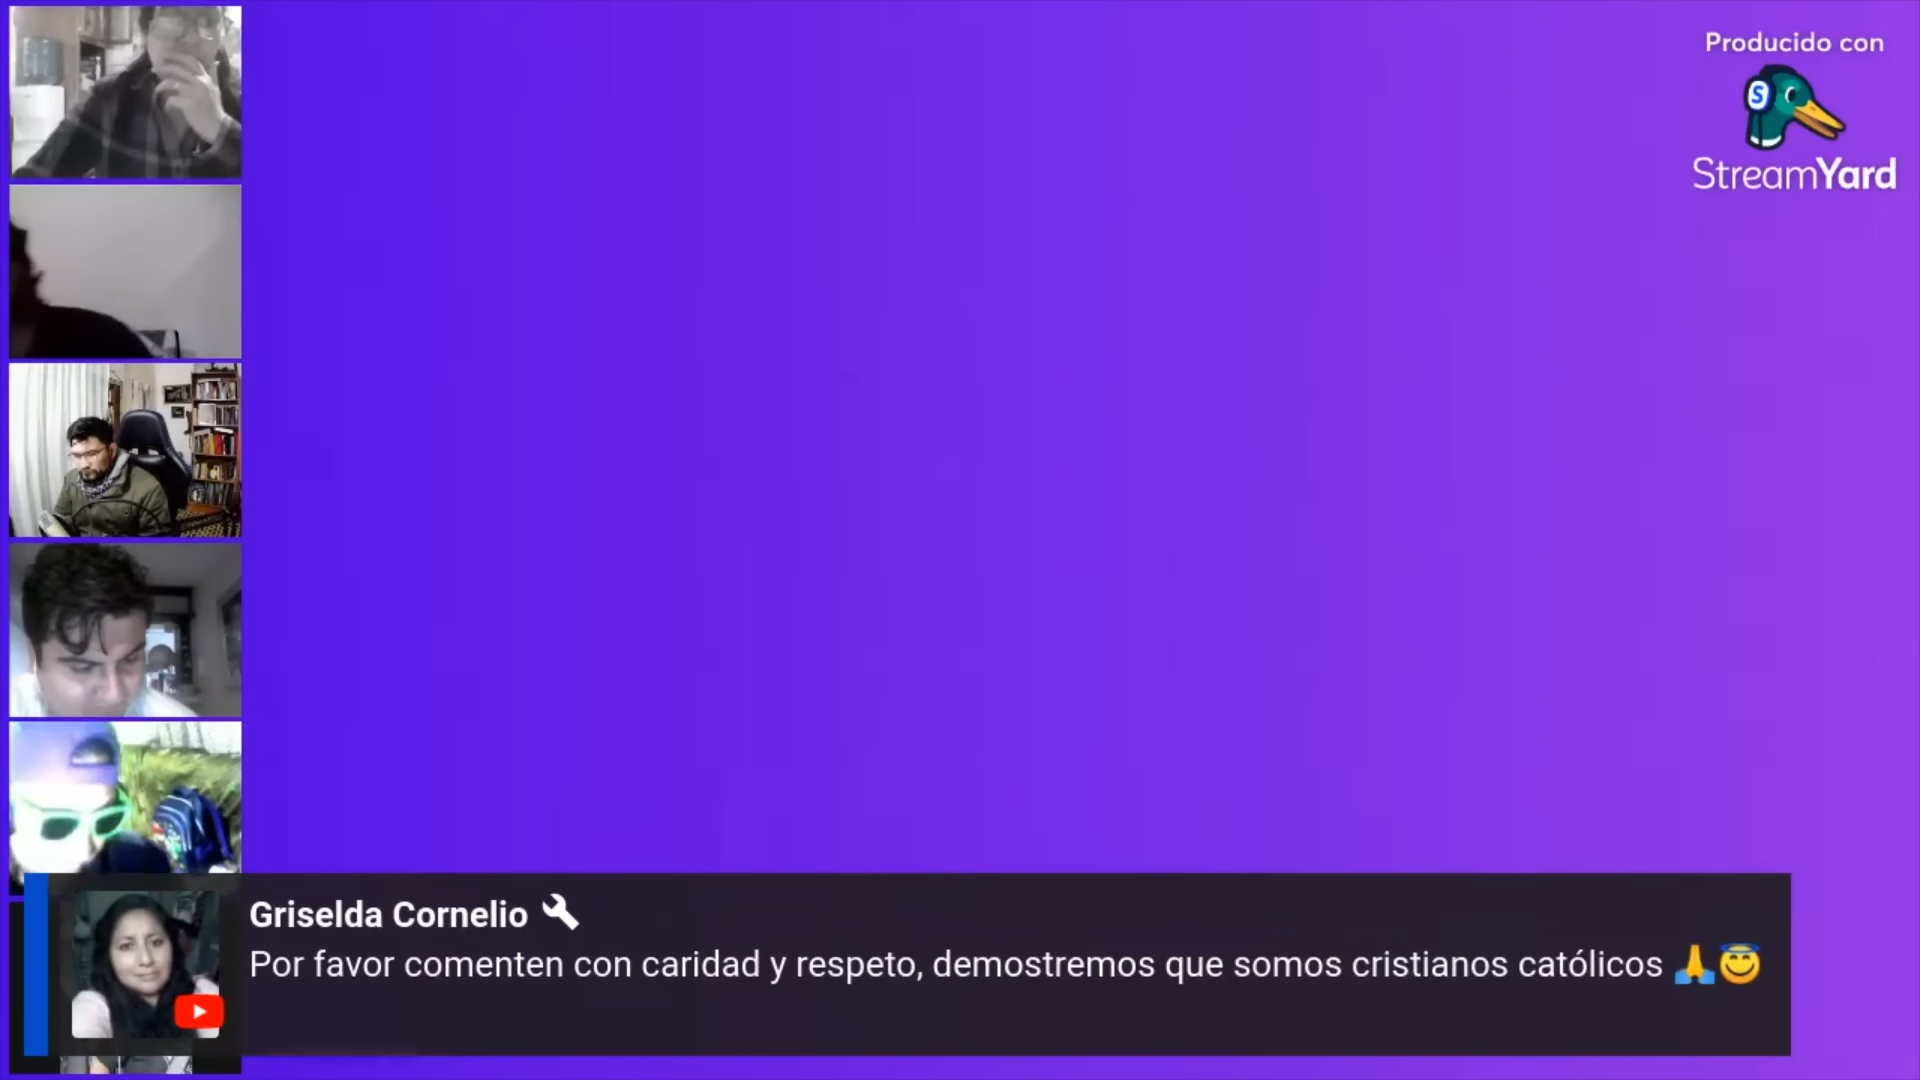 Producido con
StreamYard
Griselda Cornelio
Por favor comenten con caridad y respeto, demostremos que somos cristianos católicos 🙏😇